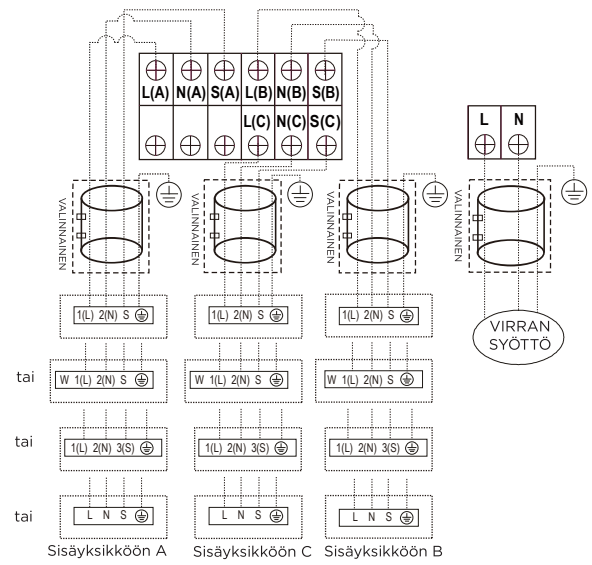 L(A) N(A) S(A) L(B) N(B) S(B)
L(C) N(C) S(C)
L N
VALINNAINEN
VALINNAINEN
VALINNAINEN
VALINNAINEN
1(L) 2(N) S
1(L) 2(N) S
1(L) 2(N) S
VIRRAN
SYÖTTÖ
tai
W 1(L) 2(N) S
W 1(L) 2(N) S
W 1(L) 2(N) S
tai
1(L) 2(N) 3(S)
1(L) 2(N) 3(S)
1(L) 2(N) 3(S)
tai
L N S
L N S
L N S
Sisäyksikköön A
Sisäyksikköön C
Sisäyksikköön B